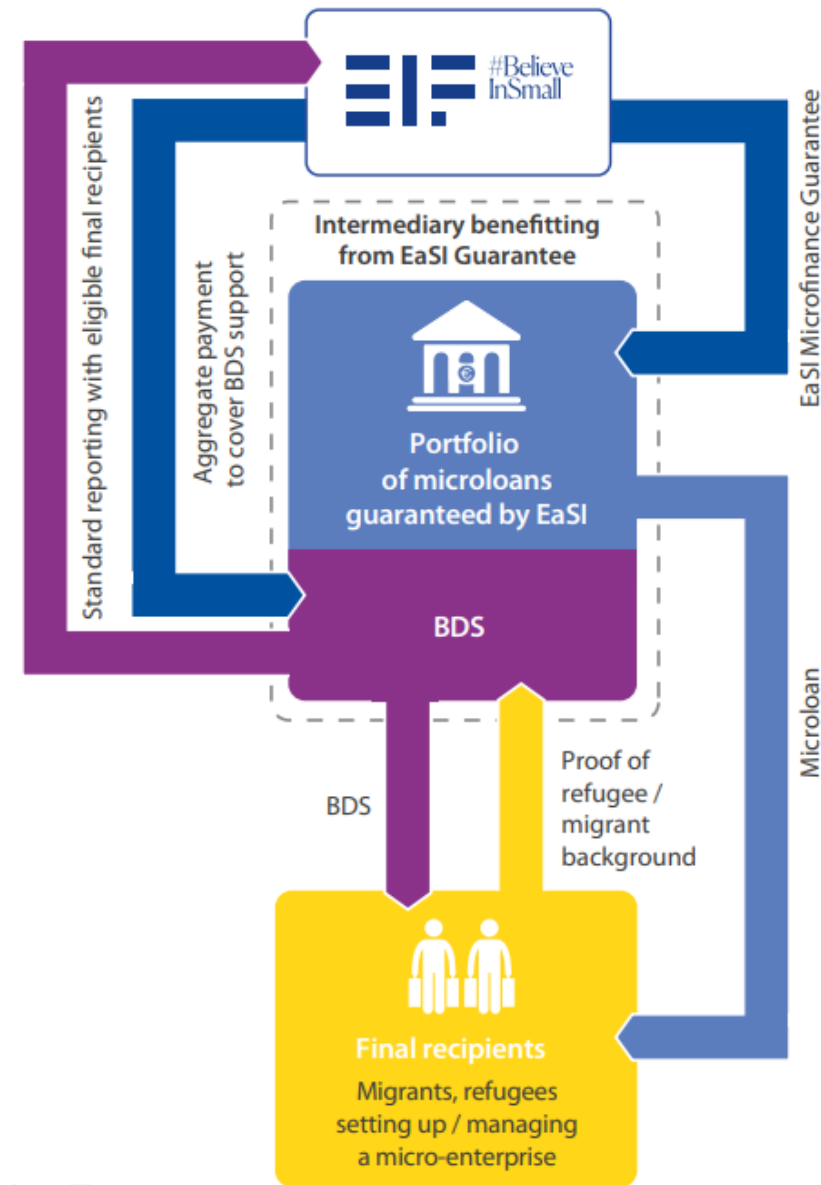 EIF
#Believe
InSmall
Standard reporting with eligible final recipients
Aggregate payment
to cover BDS support
EaSI Microfinance Guarantee
Intermediary benefitting
from EaSI Guarantee
€
Portfolio
of microloans
guaranteed by EaSI
BDS
BDS
Proof of
refugee /
migrant
background
Microloan
Final recipients
Migrants, refugees
setting up / managing
a micro-enterprise